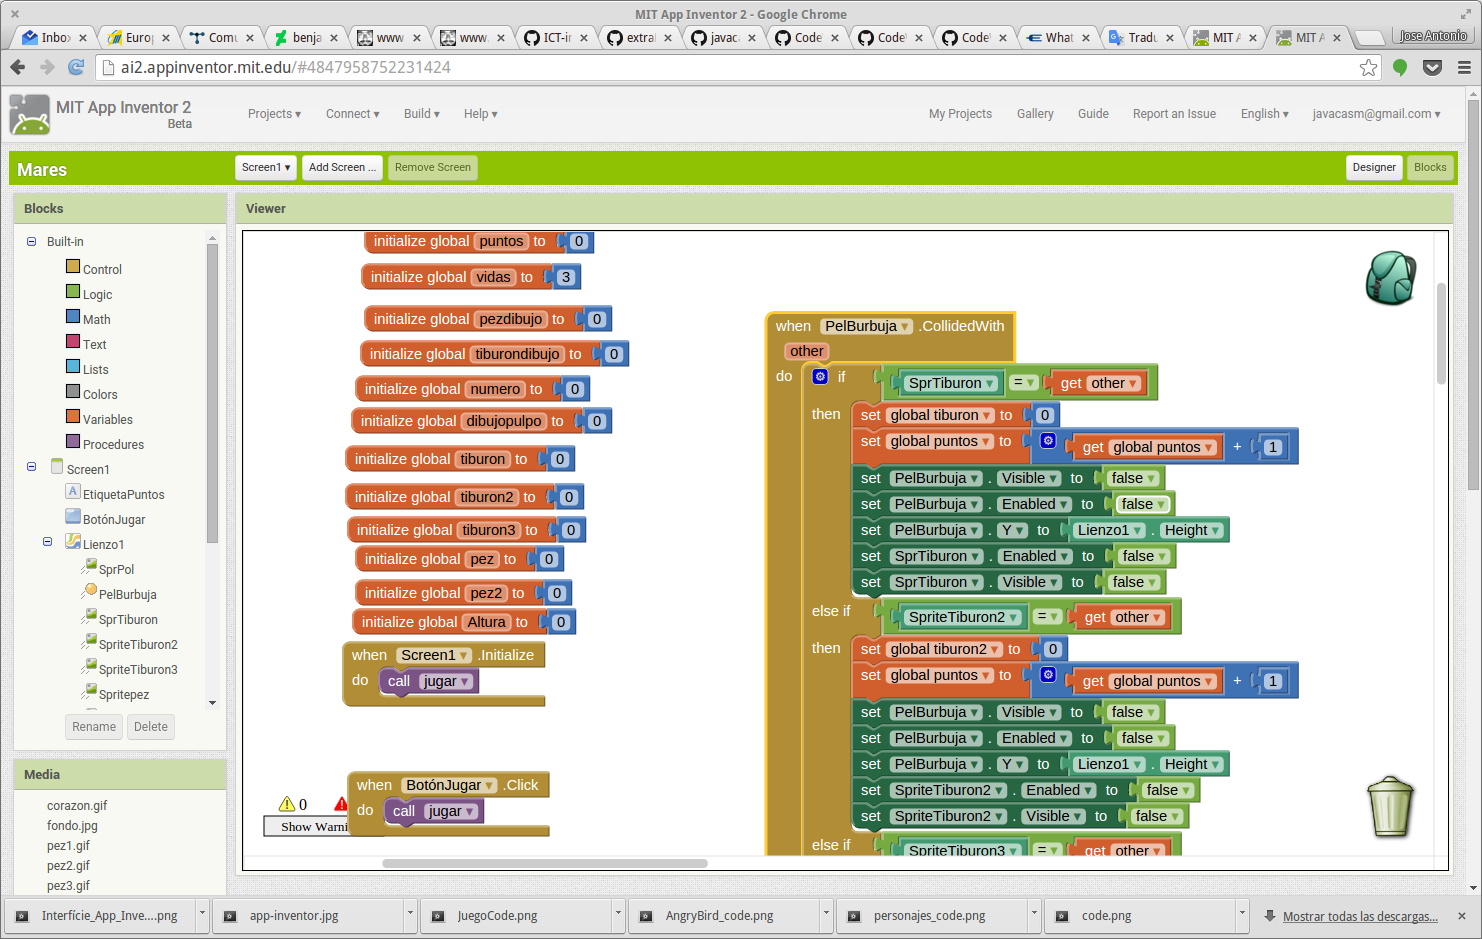 MIT App Inventor 2 - Google Chrome
Inbox
Europ
Comu
benja
www
www.
ICT-in
extral
javaca
Code
Code
Code
What
Tradu
MIT A
MIT A
Jose Antonio
ai2.appinventor.mit.edu/#4847958752231424
MIT App Inventor 2
Beta
Projects
Connect
Build
Help
My Projects
Gallery
Guide
Report an Issue
English
javacasm@gmail.com
Mares
Screen1
Add Screen ...
Remove Screen
Designer
Blocks
Blocks
Built-in
Control
Logic
Math
Text
Lists
Colors
Variables
Procedures
Screen1
EtiquetaPuntos
BotónJugar
Lienzo1
SprPol
PelBurbuja
SprTiburon
SpriteTiburon2
SpriteTiburon3
Spritepez
Rename
Delete
Media
corazon.gif
fondo.jpg
pez1.gif
pez2.gif
pez3.gif
Viewer
initialize global puntos to 0
initialize global vidas to 3
initialize global pezdibujo to 0
initialize global tiburondibujo to 0
initialize global numero to 0
initialize global dibujopulpo to 0
initialize global tiburon to 0
initialize global tiburon2 to 0
initialize global tiburon3 to 0
initialize global pez to 0
initialize global pez2 to 0
initialize global Altura to 0
when Screen1 .Initialize
do call jugar
when BotónJugar .Click
do call jugar
0
Show Warni
when PelBurbuja .CollidedWith
other
do if SprTiburon = get other
then set global tiburon to 0
set global puntos to get global puntos + 1
set PelBurbuja . Visible to false
set PelBurbuja . Enabled to false
set PelBurbuja . Y to Lienzo1 . Height
set SprTiburon . Enabled to false
set SprTiburon . Visible to false
else if SpriteTiburon2 = get other
then set global tiburon2 to 0
set global puntos to get global puntos + 1
set PelBurbuja . Visible to false
set PelBurbuja . Enabled to false
set PelBurbuja . Y to Lienzo1 . Height
set SpriteTiburon2 . Enabled to false
set SpriteTiburon2 . Visible to false
else if SpriteTiburon3 = get other
Interfície_App_Inve....png
app-inventor.jpg
JuegoCode.png
AngryBird_code.png
personajes_code.png
code.png
Mostrar todas las descargas...